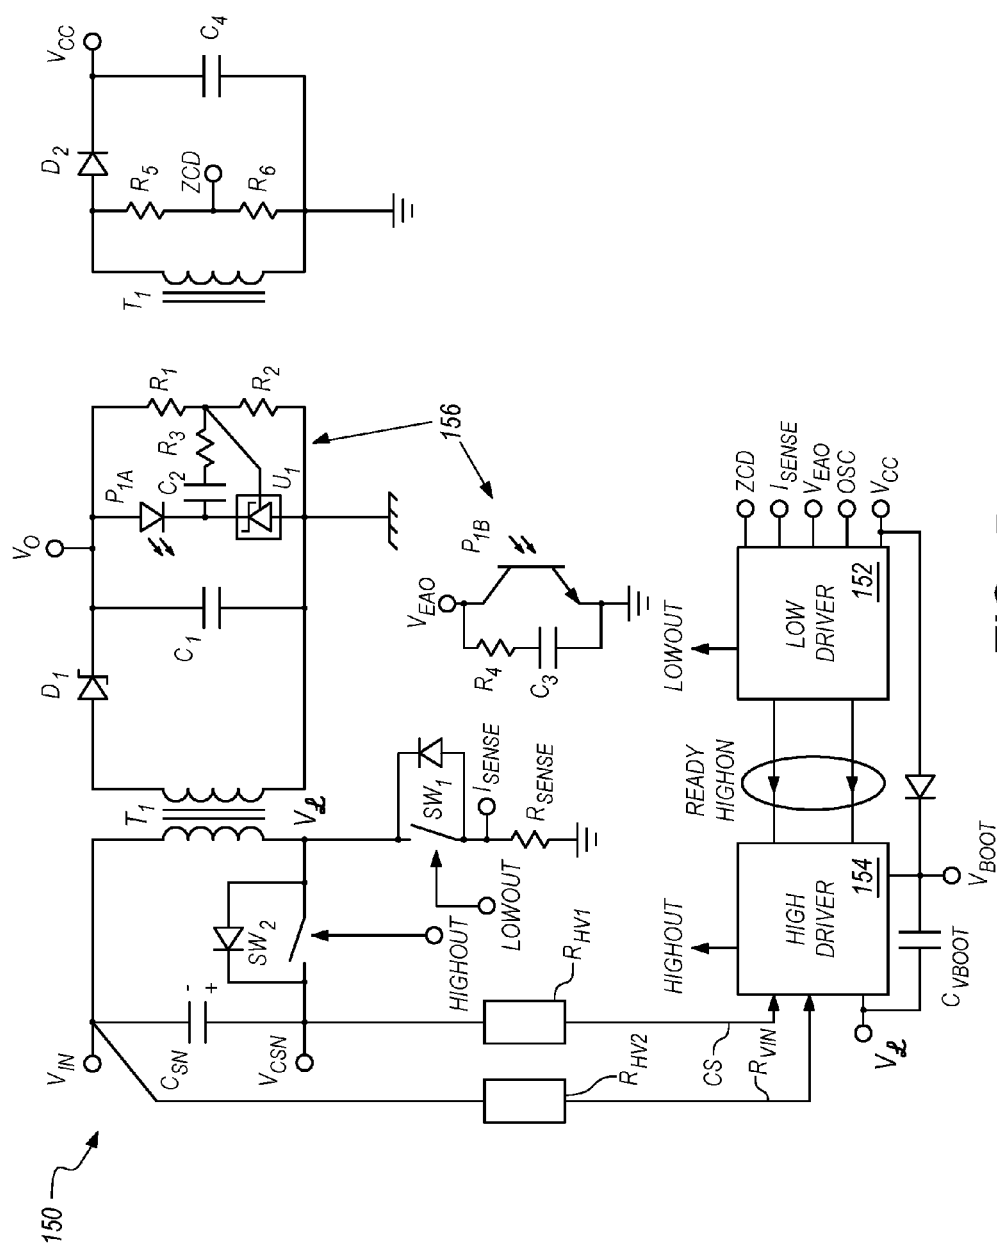 150
V_IN
C_SN
-
+
V_CSN
SW_2
HIGHOUT
T_1
V_ℒ
SW_1
LOWOUT
I_SENSE
R_SENSE
D_1
C_1
V_O
P_1A
C_2
R_3
U_1
R_1
R_2
156
V_EAO
P_1B
R_4
C_3
T_1
D_2
R_5
ZCD
R_6
V_CC
C_4
R_HV1
R_HV2
CS
R_VIN
HIGHOUT
HIGH
DRIVER
154
READY
HIGHON
LOWOUT
LOW
DRIVER
152
ZCD
I_SENSE
V_EAO
OSC
V_CC
V_ℒ
C_VBOOT
V_BOOT